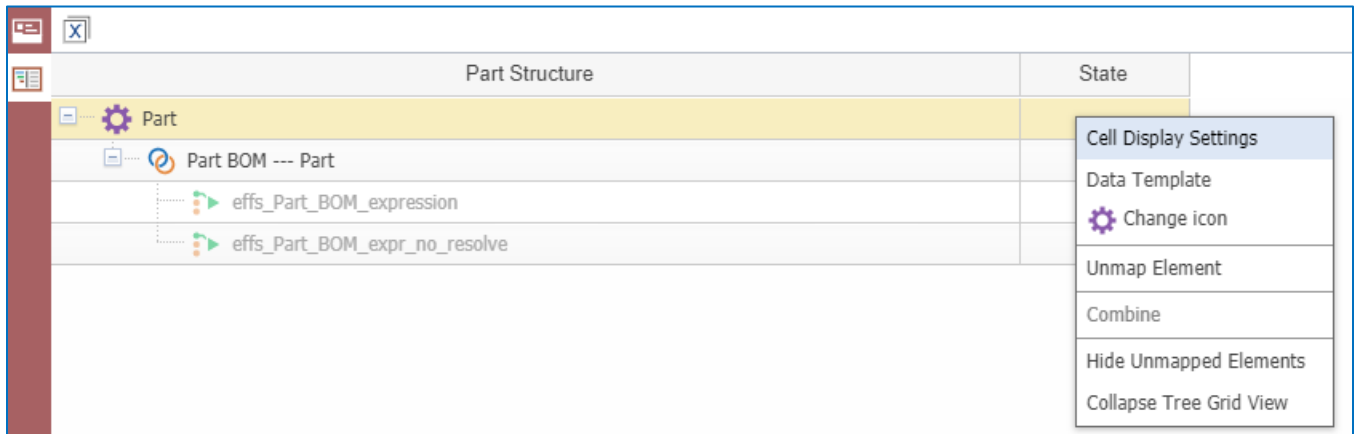 X
Part Structure State
Part
Cell Display Settings
Part BOM --- Part
Data Template
effs_Part_BOM_expression
Change icon
effs_Part_BOM_expr_no_resolve
Unmap Element
Combine
Hide Unmapped Elements
Collapse Tree Grid View